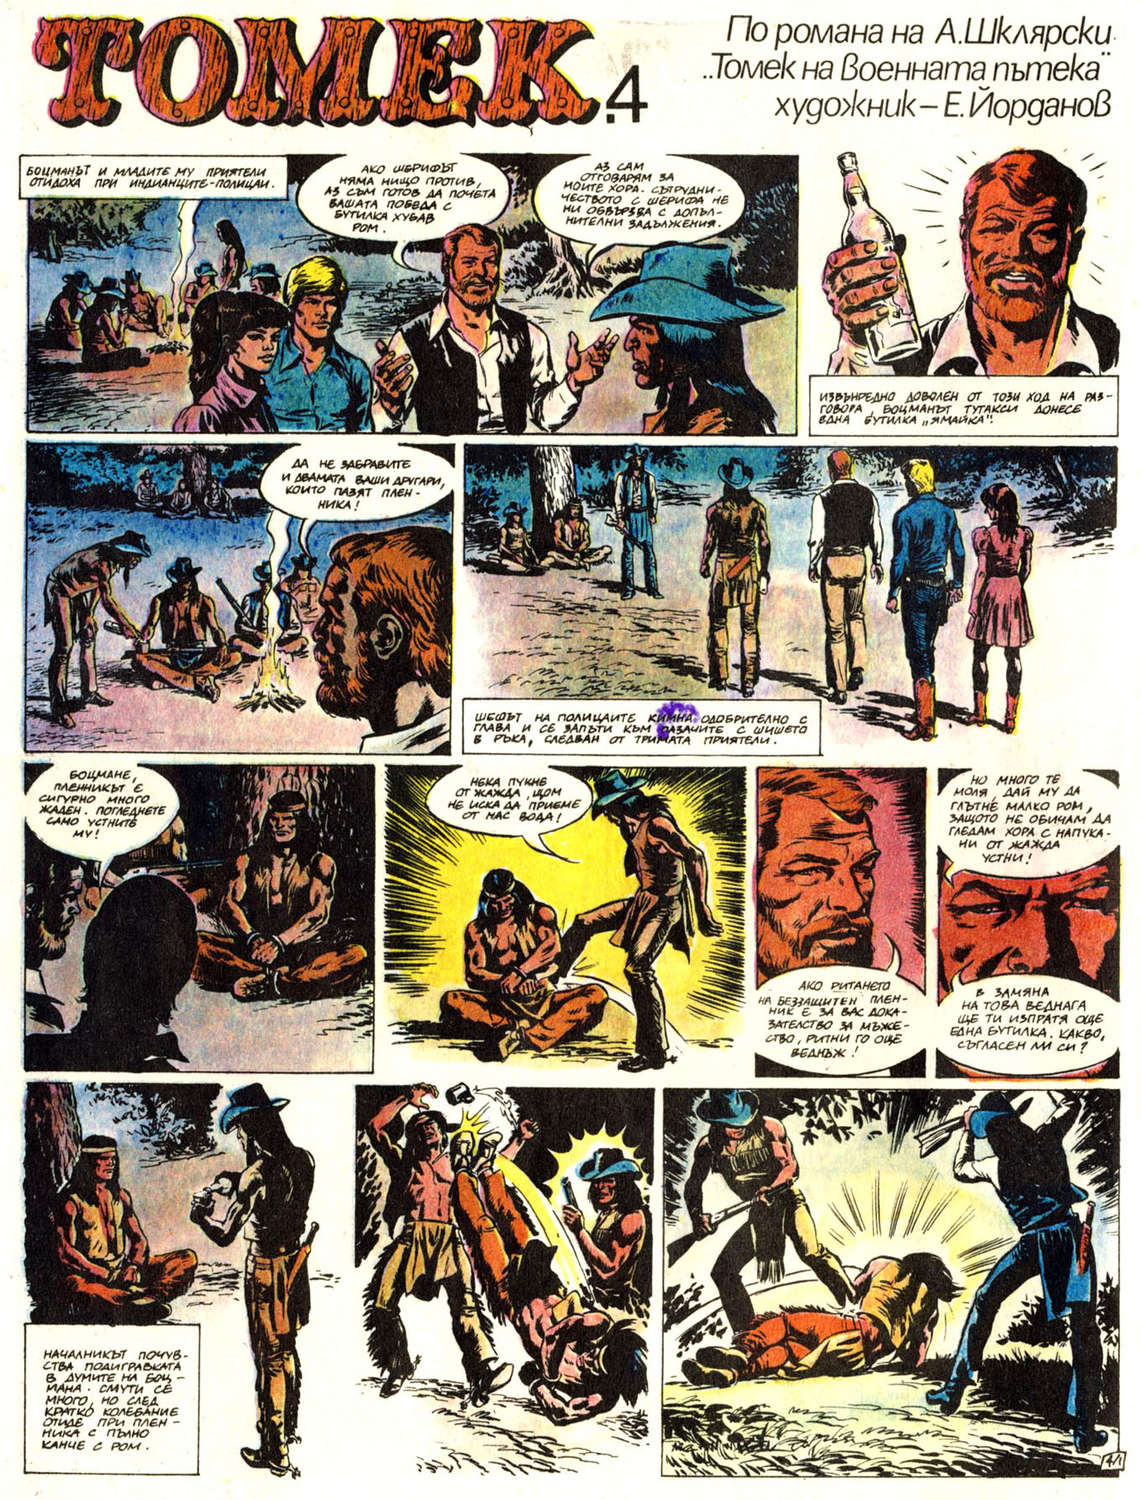 ТОМЕК.4
По романа на А.Шклярски
„Томек на военната пътека“
художник – Е. Йорданов
БОЦМАНЪТ И МЛАДИТЕ МУ ПРИЯТЕЛИ
ОТИДОХА ПРИ ИНДИАНЦИТЕ-ПОЛИЦАИ.
АКО ШЕРИФЪТ
НЯМА НИЩО ПРОТИВ,
АЗ СЪМ ГОТОВ ДА ПОЧЕТА
ВАШАТА ПОБЕДА С
БУТИЛКА ХУБАВ
РОМ.
АЗ САМ
ОТГОВАРЯМ ЗА
МОИТЕ ХОРА. СЪТРУДНИ-
ЧЕСТВОТО С ШЕРИФА НЕ
НИ ОБВЪРЗВА С ДОПЪЛ-
НИТЕЛНИ ЗАДЪЛЖЕНИЯ.
ИЗВЪНРЕДНО ДОВОЛЕН ОТ ТОЗИ ХОД НА РАЗ-
ГОВОРА, БОЦМАНЪТ ТУТАКСИ ДОНЕСЕ
ЕДНА БУТИЛКА „ЯМАЙКА“.
ДА НЕ ЗАБРАВИТЕ
И ДВАМАТА ВАШИ ДРУГАРИ,
КОИТО ПАЗЯТ ПЛЕН-
НИКА!
ШЕФЪТ НА ПОЛИЦАИТЕ КИМНА ОДОБРИТЕЛНО С
ГЛАВА И СЕ ЗАПЪТИ КЪМ ПАЗАЧИТЕ С ШИШЕТО
В РЪКА, СЛЕДВАН ОТ ТРИМАТА ПРИЯТЕЛИ.
БОЦМАНЕ,
ПЛЕННИКЪТ Е
СИГУРНО МНОГО
ЖАДЕН. ПОГЛЕДНЕТЕ
САМО УСТНИТЕ
МУ!
НЕКА ПУКНЕ
ОТ ЖАЖДА, ЩОМ
НЕ ИСКА ДА ПРИЕМЕ
ОТ НАС ВОДА!
АКО РИТАНЕТО
НА БЕЗЗАЩИТЕН ПЛЕН-
НИК Е ЗА ВАС ДОКА-
ЗАТЕЛСТВО ЗА МЪЖЕ-
СТВО, РИТНИ ГО ОЩЕ
ВЕДНЪЖ!
НО МНОГО ТЕ
МОЛЯ, ДАЙ МУ ДА
ГЛЪТНЕ МАЛКО РОМ,
ЗАЩОТО НЕ ОБИЧАМ ДА
ГЛЕДАМ ХОРА С НАПУКА-
НИ ОТ ЖАЖДА
УСТНИ!
В ЗАМЯНА
НА ТОВА ВЕДНАГА
ЩЕ ТИ ИЗПРАТЯ ОЩЕ
ЕДНА БУТИЛКА. КАКВО,
СЪГЛАСЕН ЛИ СИ?
НАЧАЛНИКЪТ ПОЧУВ-
СТВА ПОДИГРАВКАТА
В ДУМИТЕ НА БОЦ-
МАНА. СМУТИ СЕ
МНОГО, НО СЛЕД
КРАТКО КОЛЕБАНИЕ
ОТИДЕ ПРИ ПЛЕН-
НИКА С ПЪЛНО
КАНЧЕ С РОМ.
4/1